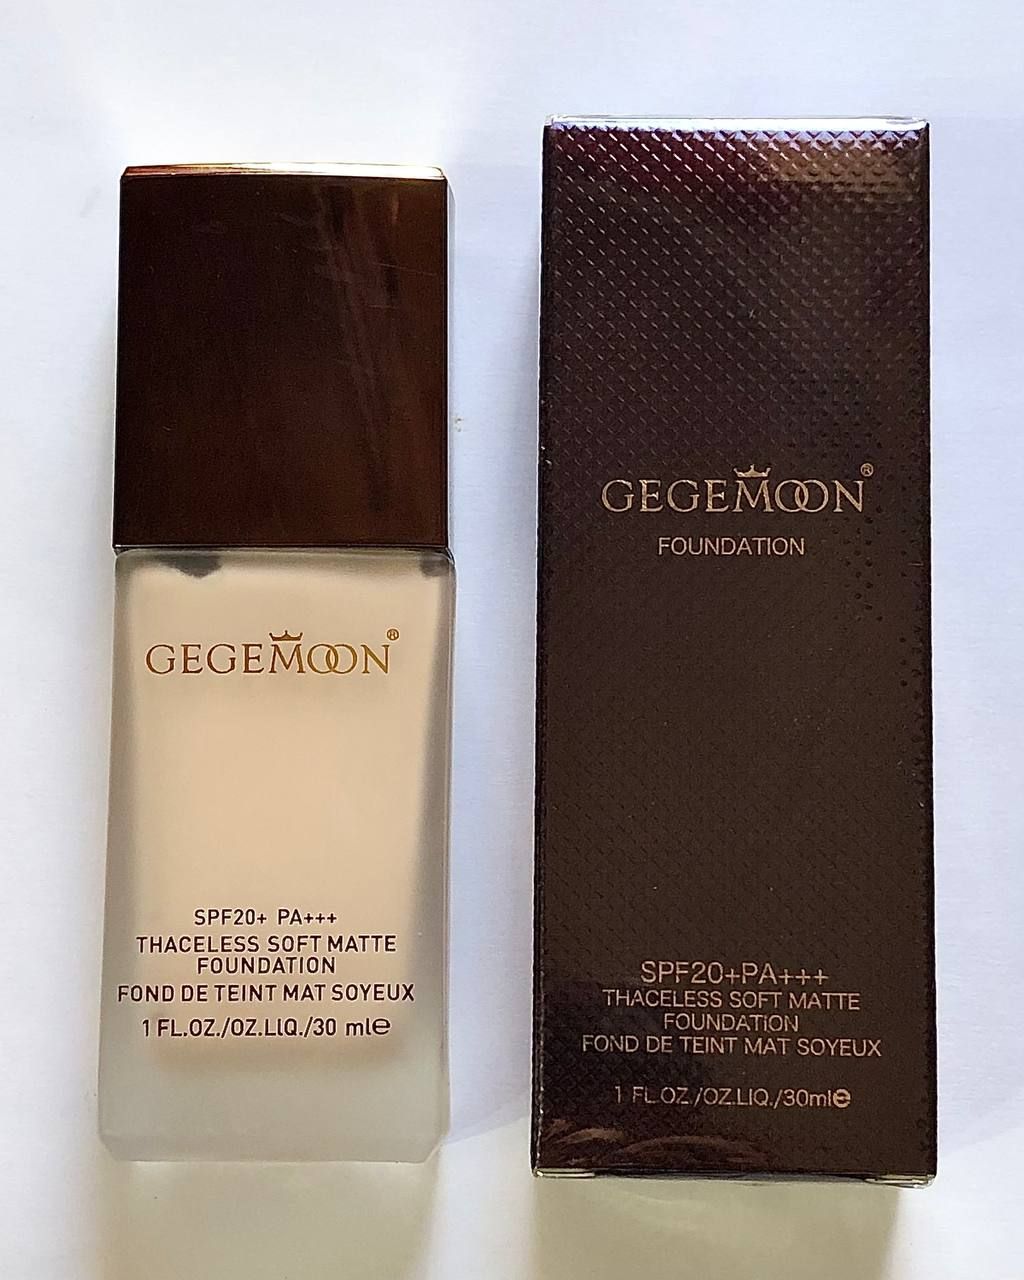 GEGEMOON®
SPF20+ PA+++
THACELESS SOFT MATTE
FOUNDATION
FOND DE TEINT MAT SOYEUX
1 FL.OZ./OZ.LIQ./30 ml℮
GEGEMOON®
FOUNDATION
SPF20+PA+++
THACELESS SOFT MATTE
FOUNDATION
FOND DE TEINT MAT SOYEUX
1 FL OZ./OZ.LIQ./30ml℮